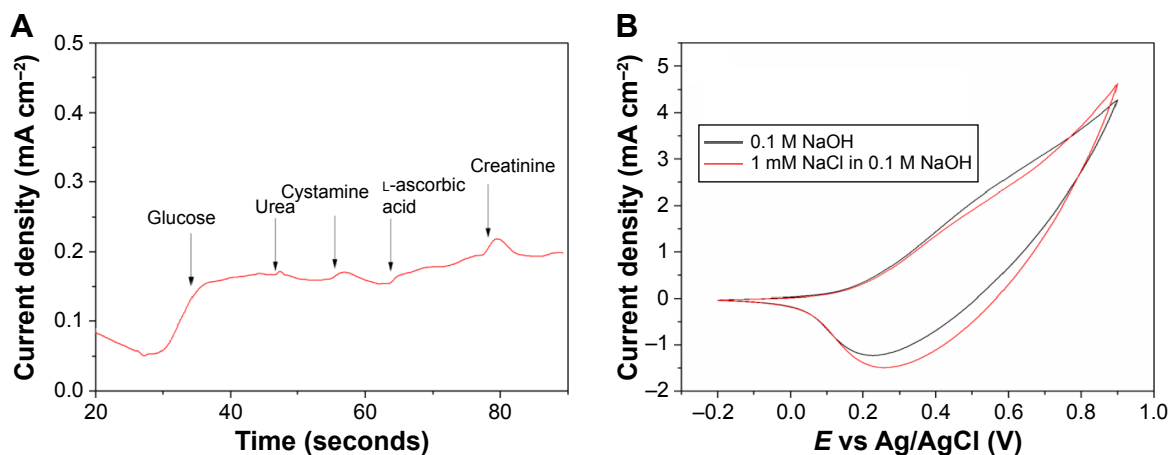 A
Current density (mA cm⁻²)
0.5
0.4
0.3
0.2
0.1
0.0
Glucose
Urea
Cystamine
L-ascorbic
acid
Creatinine
20 40 60 80
Time (seconds)
B
Current density (mA cm⁻²)
5
4
3
2
1
0
−1
−2
0.1 M NaOH
1 mM NaCl in 0.1 M NaOH
−0.2 0.0 0.2 0.4 0.6 0.8 1.0
E vs Ag/AgCl (V)